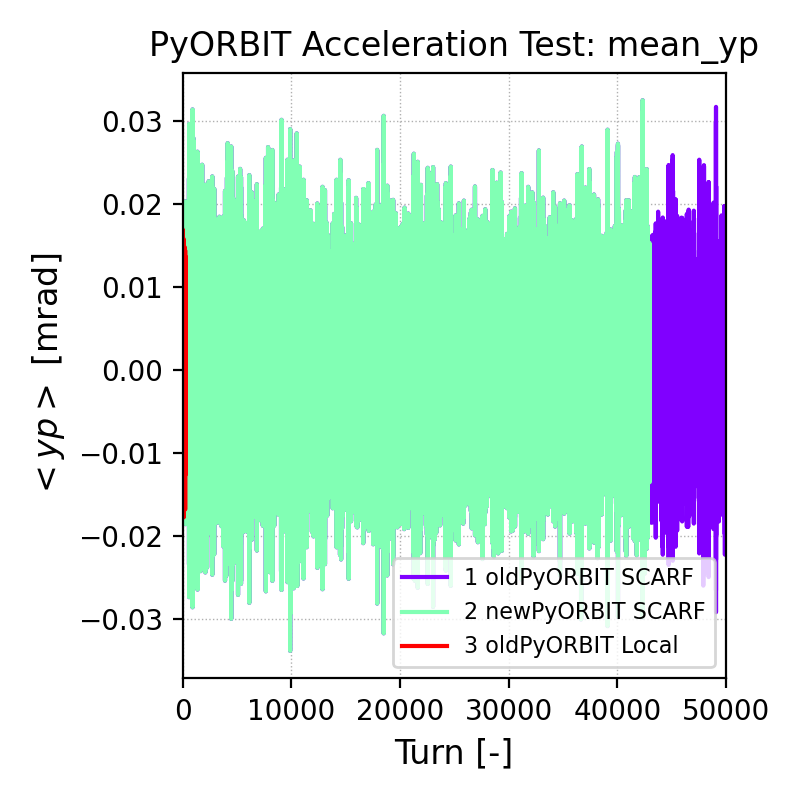 PyORBIT Acceleration Test: mean_yp
0.03
0.02
0.01
0.00
−0.01
−0.02
−0.03
< yp > [mrad]
1 oldPyORBIT SCARF
2 newPyORBIT SCARF
3 oldPyORBIT Local
0 10000 20000 30000 40000 50000
Turn [-]